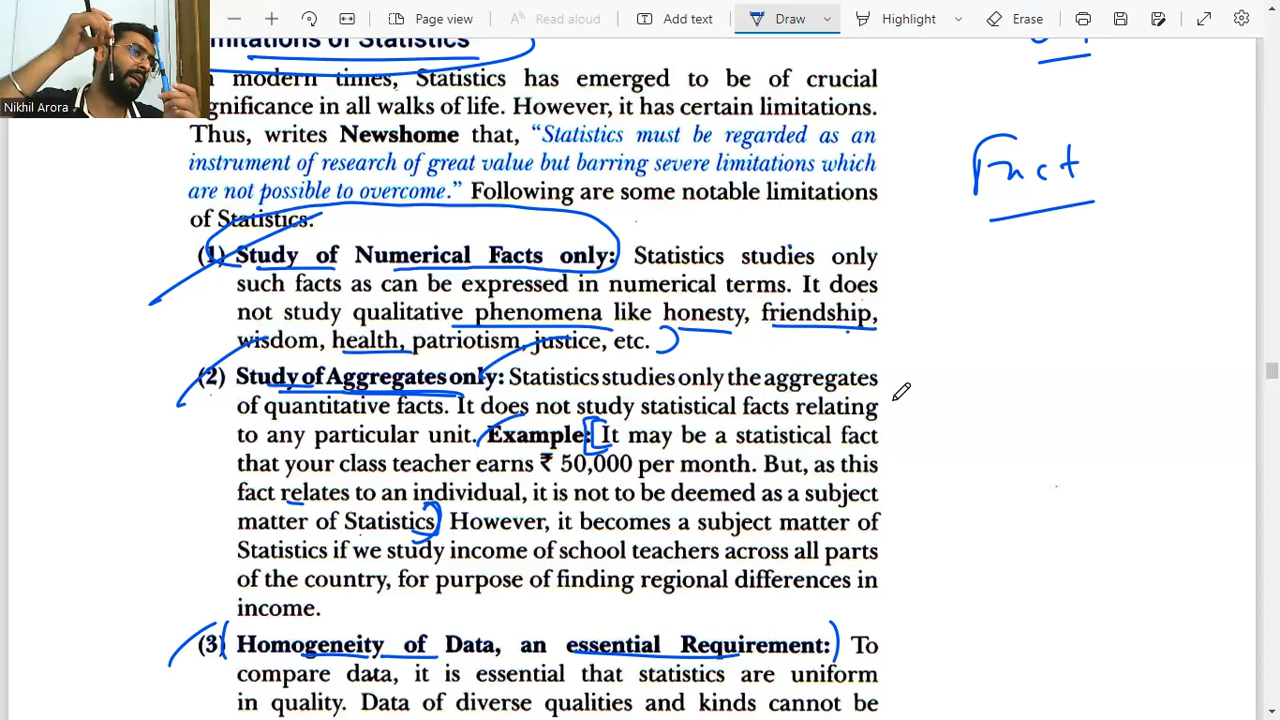 Page view
Read aloud
Add text
Draw
Highlight
Erase
Nikhil Arora
mitations of Statistics
modern times, Statistics has emerged to be of crucial
gnificance in all walks of life. However, it has certain limitations.
Thus, writes Newshome that, “Statistics must be regarded as an
instrument of research of great value but barring severe limitations which
are not possible to overcome.” Following are some notable limitations
of Statistics.
Fact
(1) Study of Numerical Facts only: Statistics studies only
such facts as can be expressed in numerical terms. It does
not study qualitative phenomena like honesty, friendship,
wisdom, health, patriotism, justice, etc.
(2) Study of Aggregates only: Statistics studies only the aggregates
of quantitative facts. It does not study statistical facts relating
to any particular unit. Example: It may be a statistical fact
that your class teacher earns ₹ 50,000 per month. But, as this
fact relates to an individual, it is not to be deemed as a subject
matter of Statistics. However, it becomes a subject matter of
Statistics if we study income of school teachers across all parts
of the country, for purpose of finding regional differences in
income.
(3) Homogeneity of Data, an essential Requirement: To
compare data, it is essential that statistics are uniform
in quality. Data of diverse qualities and kinds cannot be